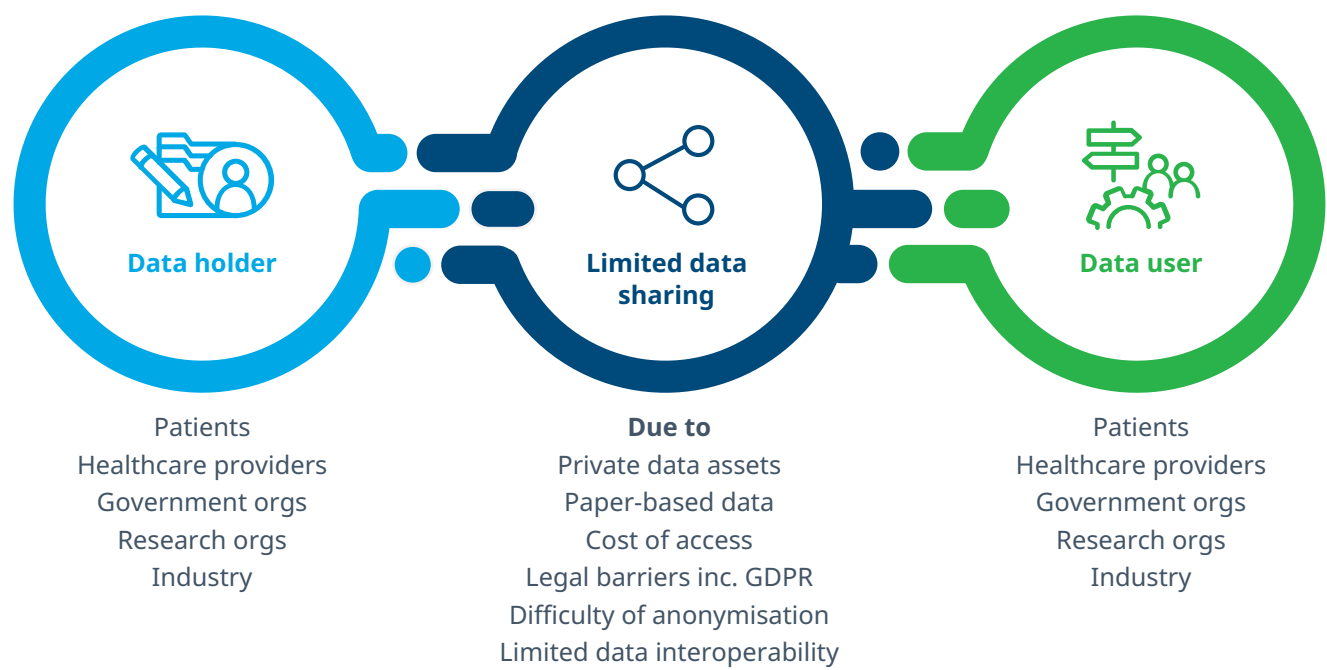 Data holder
Patients
Healthcare providers
Government orgs
Research orgs
Industry
Limited data
sharing
Due to
Private data assets
Paper-based data
Cost of access
Legal barriers inc. GDPR
Difficulty of anonymisation
Limited data interoperability
Data user
Patients
Healthcare providers
Government orgs
Research orgs
Industry